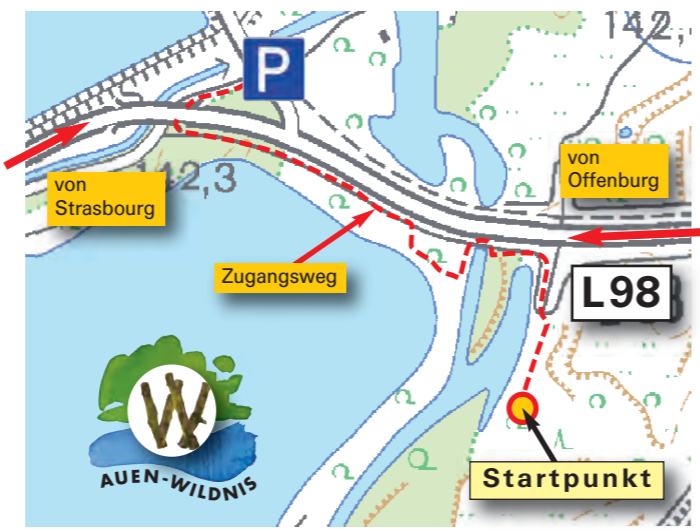 142,
P
142,3
von
Strasbourg
von
Offenburg
Zugangsweg
L98
W
AUEN-WILDNIS
Startpunkt